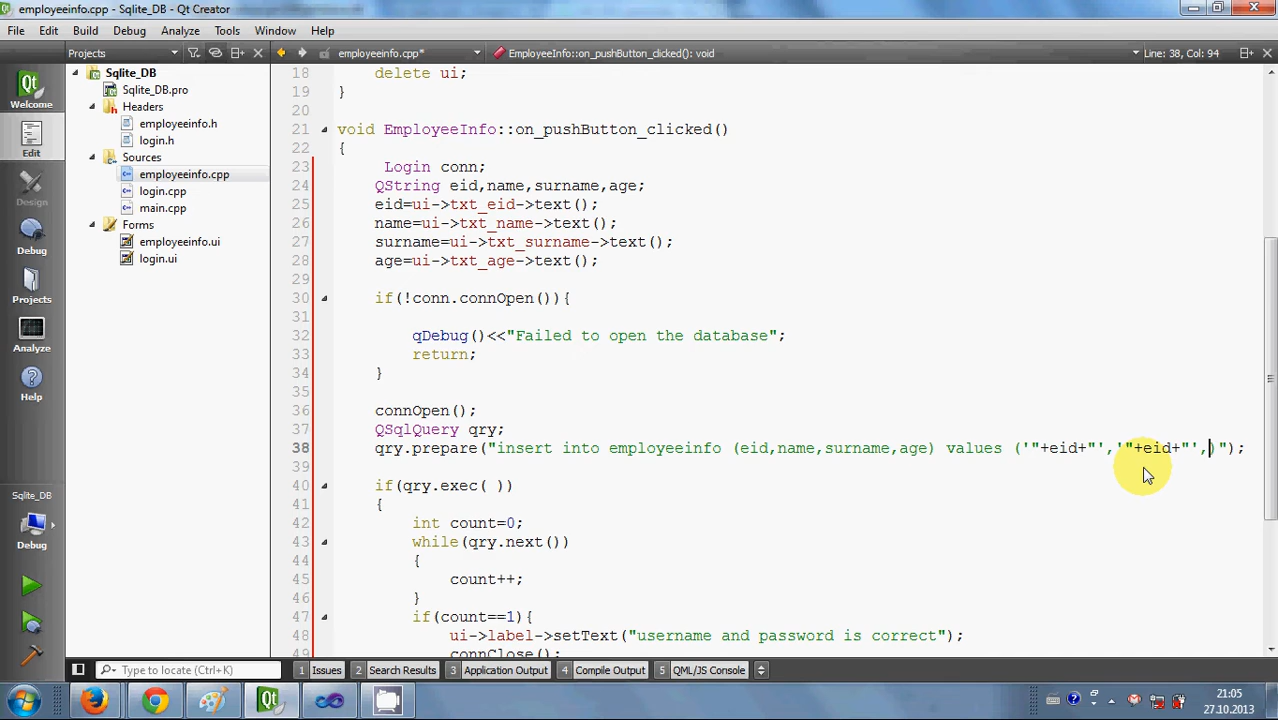 employeeinfo.cpp - Sqlite_DB - Qt Creator
File Edit Build Debug Analyze Tools Window Help
Projects employeeinfo.cpp* EmployeeInfo::on_pushButton_clicked(): void Line: 38, Col: 94
Welcome
Edit
Design
Debug
Projects
Analyze
Help
Sqlite_DB
Debug
Sqlite_DB
Sqlite_DB.pro
Headers
employeeinfo.h
login.h
Sources
employeeinfo.cpp
login.cpp
main.cpp
Forms
employeeinfo.ui
login.ui
18 delete ui;
19 }
20
21 void EmployeeInfo::on_pushButton_clicked()
22 {
23 Login conn;
24 QString eid,name,surname,age;
25 eid=ui->txt_eid->text();
26 name=ui->txt_name->text();
27 surname=ui->txt_surname->text();
28 age=ui->txt_age->text();
29
30 if(!conn.connOpen()){
31
32 qDebug()<<"Failed to open the database";
33 return;
34 }
35
36 connOpen();
37 QSqlQuery qry;
38 qry.prepare("insert into employeeinfo (eid,name,surname,age) values ('"+eid+"','"+eid+"',)");
39
40 if(qry.exec( ))
41 {
42 int count=0;
43 while(qry.next())
44 {
45 count++;
46 }
47 if(count==1){
48 ui->label->setText("username and password is correct");
49 connClose();
Type to locate (Ctrl+K) 1 Issues 2 Search Results 3 Application Output 4 Compile Output 5 QML/JS Console
21:05
27.10.2013